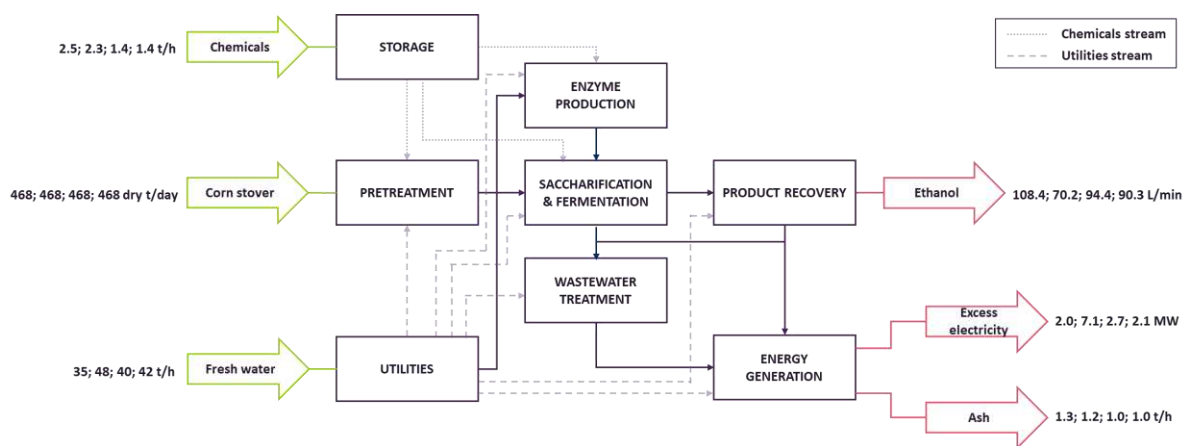 2.5; 2.3; 1.4; 1.4 t/h
Chemicals
STORAGE
Chemicals stream
Utilities stream
ENZYME
PRODUCTION
468; 468; 468; 468 dry t/day
Corn stover
PRETREATMENT
SACCHARIFICATION
& FERMENTATION
PRODUCT RECOVERY
Ethanol
108.4; 70.2; 94.4; 90.3 L/min
WASTEWATER
TREATMENT
Excess
electricity
2.0; 7.1; 2.7; 2.1 MW
35; 48; 40; 42 t/h
Fresh water
UTILITIES
ENERGY
GENERATION
Ash
1.3; 1.2; 1.0; 1.0 t/h